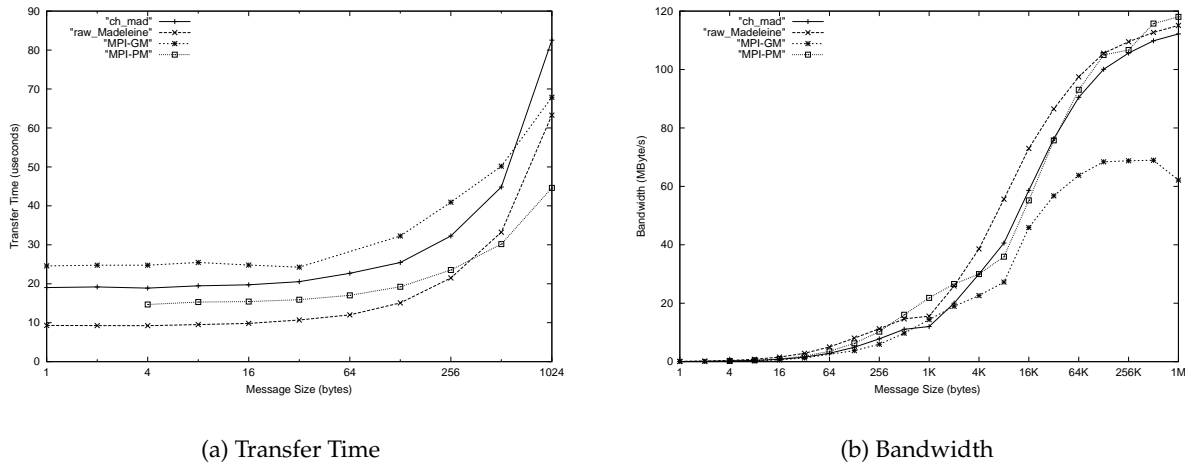 "ch_mad"
"raw_Madeleine"
"MPI-GM"
"MPI-PM"
Transfer Time (useconds)
90
80
70
60
50
40
30
20
10
0
1
4
16
64
256
1024
Message Size (bytes)
(a) Transfer Time
"ch_mad"
"raw_Madeleine"
"MPI-GM"
"MPI-PM"
Bandwidth (MByte/s)
120
100
80
60
40
20
0
1
4
16
64
256
1K
4K
16K
64K
256K
1M
Message Size (bytes)
(b) Bandwidth